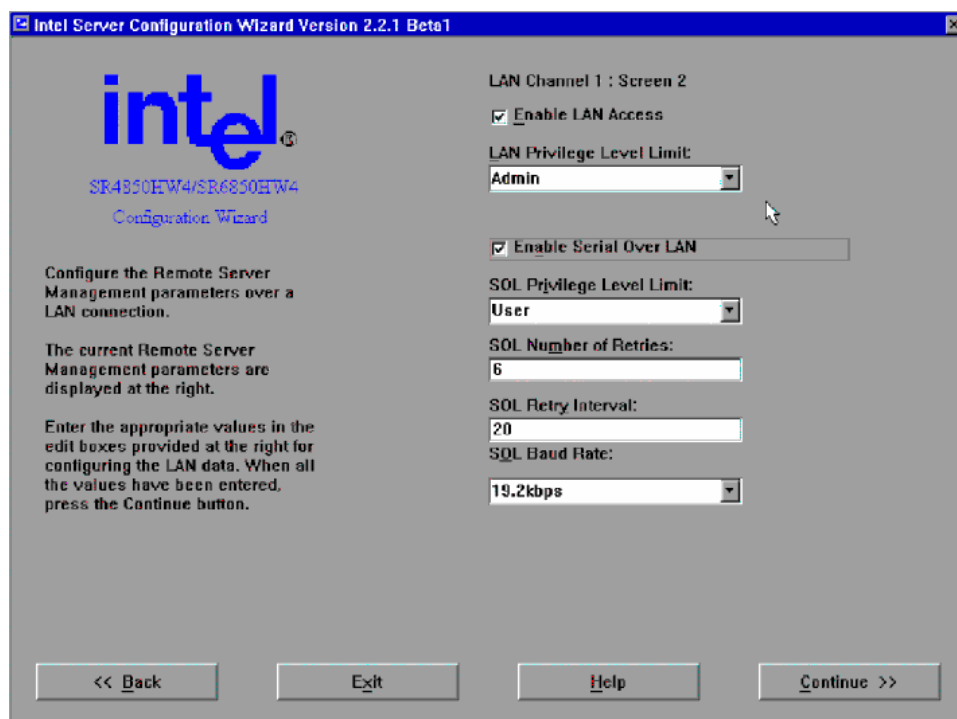 Intel Server Configuration Wizard Version 2.2.1 Beta1
intel®
SR4850HW4/SR6850HW4
Configuration Wizard
Configure the Remote Server
Management parameters over a
LAN connection.
The current Remote Server
Management parameters are
displayed at the right.
Enter the appropriate values in the
edit boxes provided at the right for
configuring the LAN data. When all
the values have been entered,
press the Continue button.
LAN Channel 1 : Screen 2
Enable LAN Access
LAN Privilege Level Limit:
Admin
Enable Serial Over LAN
SOL Privilege Level Limit:
User
SOL Number of Retries:
6
SOL Retry Interval:
20
SOL Baud Rate:
19.2kbps
<< Back
Exit
Help
Continue >>